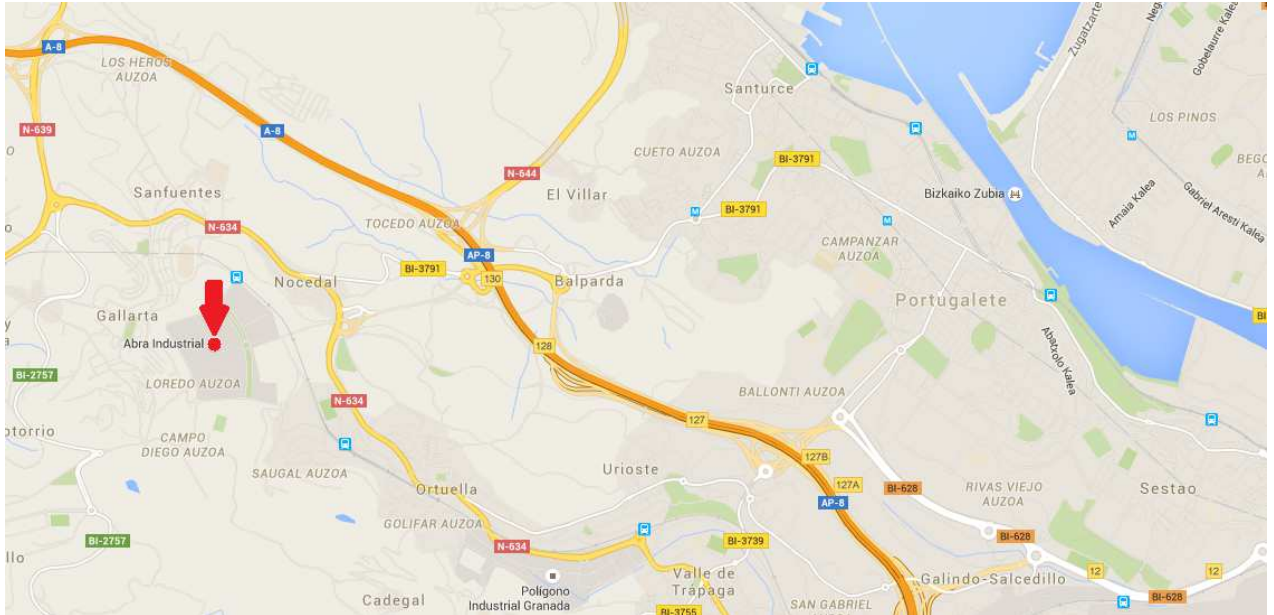 A-8
LOS HEROS
AUZOA
N-639
A-8
Sanfuentes
N-634
Nocedal
Gallarta
Abra Industrial
LOREDO AUZOA
BI-2757
CAMPO
DIEGO AUZOA
SAUGAL AUZOA
BI-2757
Cadegal
TOCEDO AUZOA
BI-3791
AP-8
130
N-644
El Villar
Balparda
128
N-634
Ortuella
GOLIFAR AUZOA
N-634
Polígono
Industrial Granada
Santurce
CUETO AUZOA
BI-3791
BI-3791
M
M
M
CAMPANZAR
AUZOA
Portugalete
Bizkaiko Zubia
Zugatzarte
Gobelaurre Kalea
LOS PINOS
Amaia Kalea
Gabriel Aresti Kalea
Abatxolo Kalea
BALLONTI AUZOA
127
127B
127A
AP-8
Urioste
BI-3739
Valle de
Trápaga
BI-3755
SAN GABRIEL
AUZOA
BI-628
RIVAS VIEJO
AUZOA
Sestao
BI-628
Galindo-Salcedillo
12
12
BI-628
BI